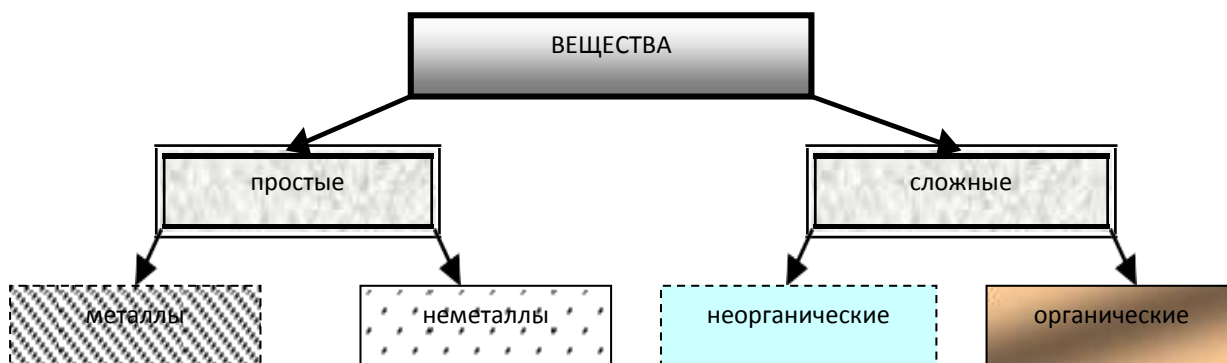 ВЕЩЕСТВА
простые
сложные
металлы
неметаллы
неорганические
органические